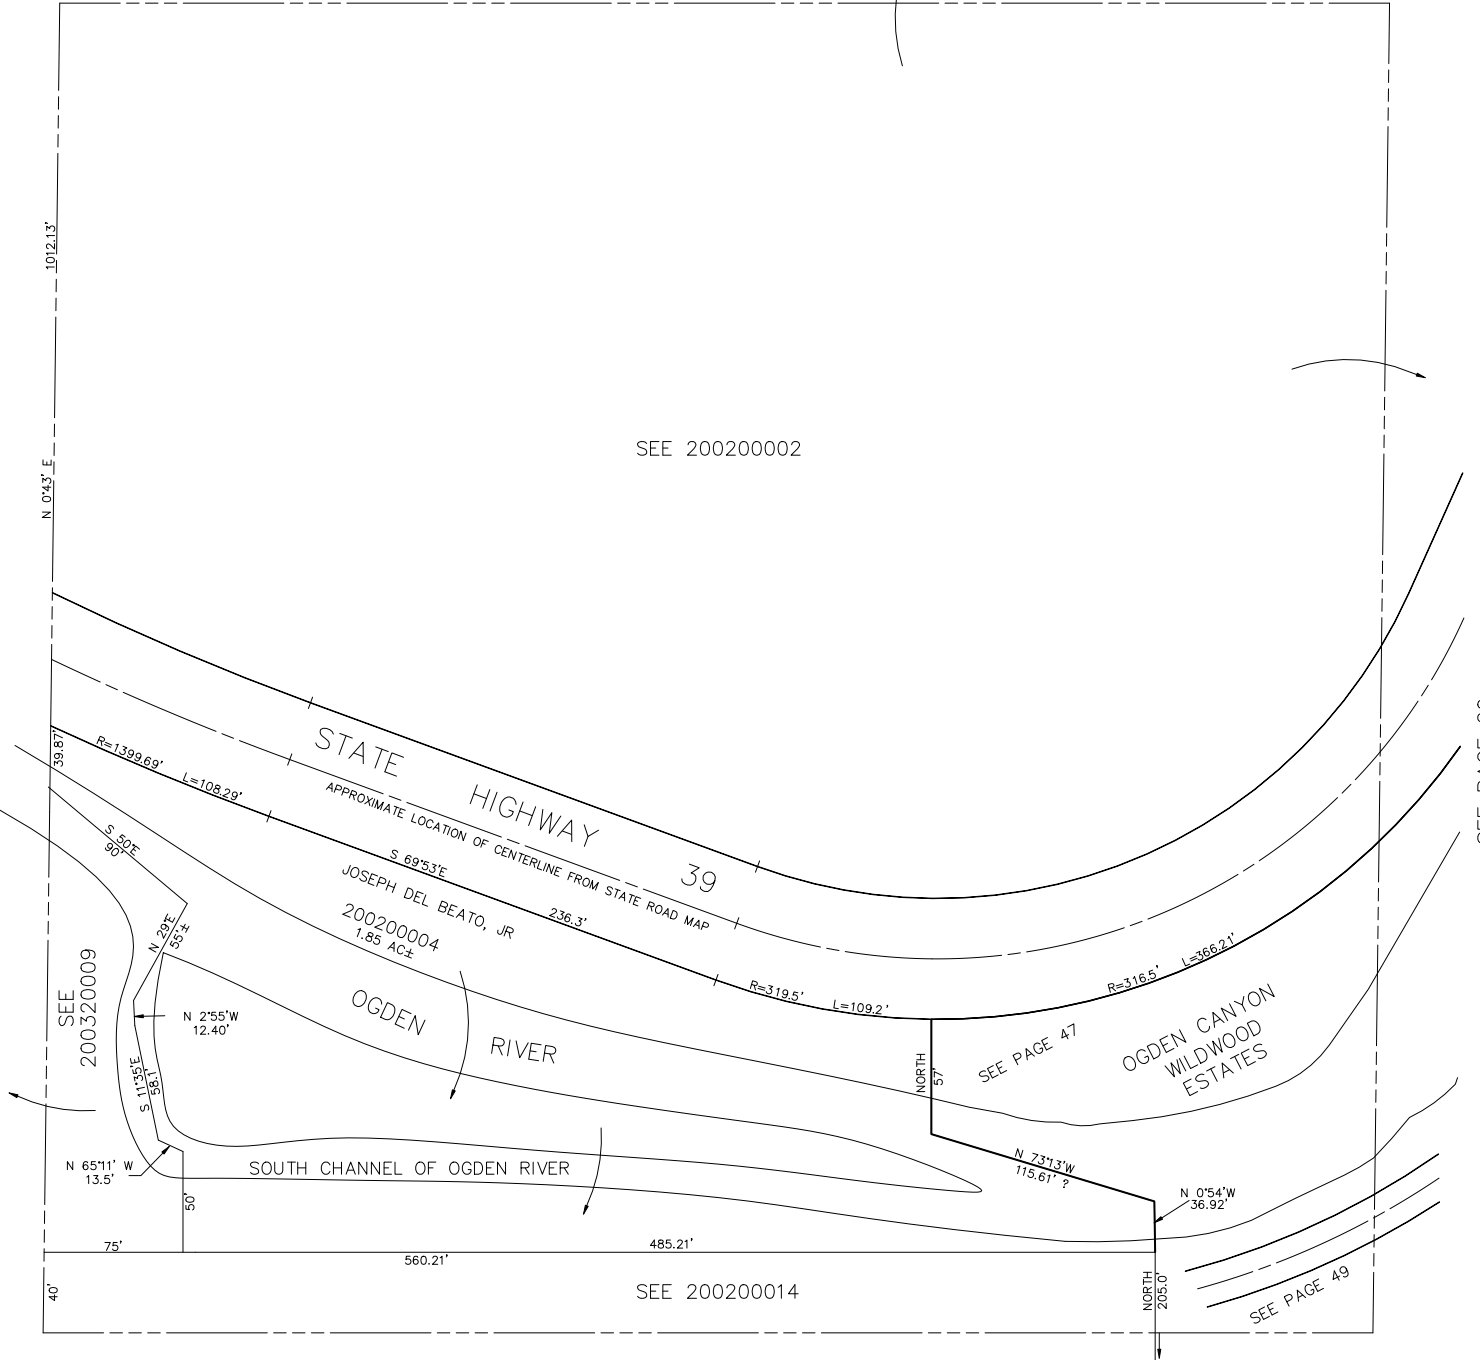 1012.13'
N 0°43' E
SEE 200200002
39.87'
R=1399.69'
L=108.29'
STATE HIGHWAY 39
APPROXIMATE LOCATION OF CENTERLINE FROM STATE ROAD MAP
S 50°E
90'
S 69°53'E
236.3'
JOSEPH DEL BEATO, JR
200200004
1.85 AC±
N 29°E
55'±
SEE
200320009
OGDEN RIVER
R=319.5'
L=109.2'
R=316.5'
L=366.21'
N 2°55'W
12.40'
S 11°35'E
58.1'
NORTH
57'
SEE PAGE 47
OGDEN CANYON
WILDWOOD
ESTATES
N 65°11' W
13.5'
SOUTH CHANNEL OF OGDEN RIVER
50'
N 73°13'W
115.61' ?
N 0°54'W
36.92'
75'
485.21'
560.21'
40'
SEE 200200014
NORTH
205.0'
SEE PAGE 49